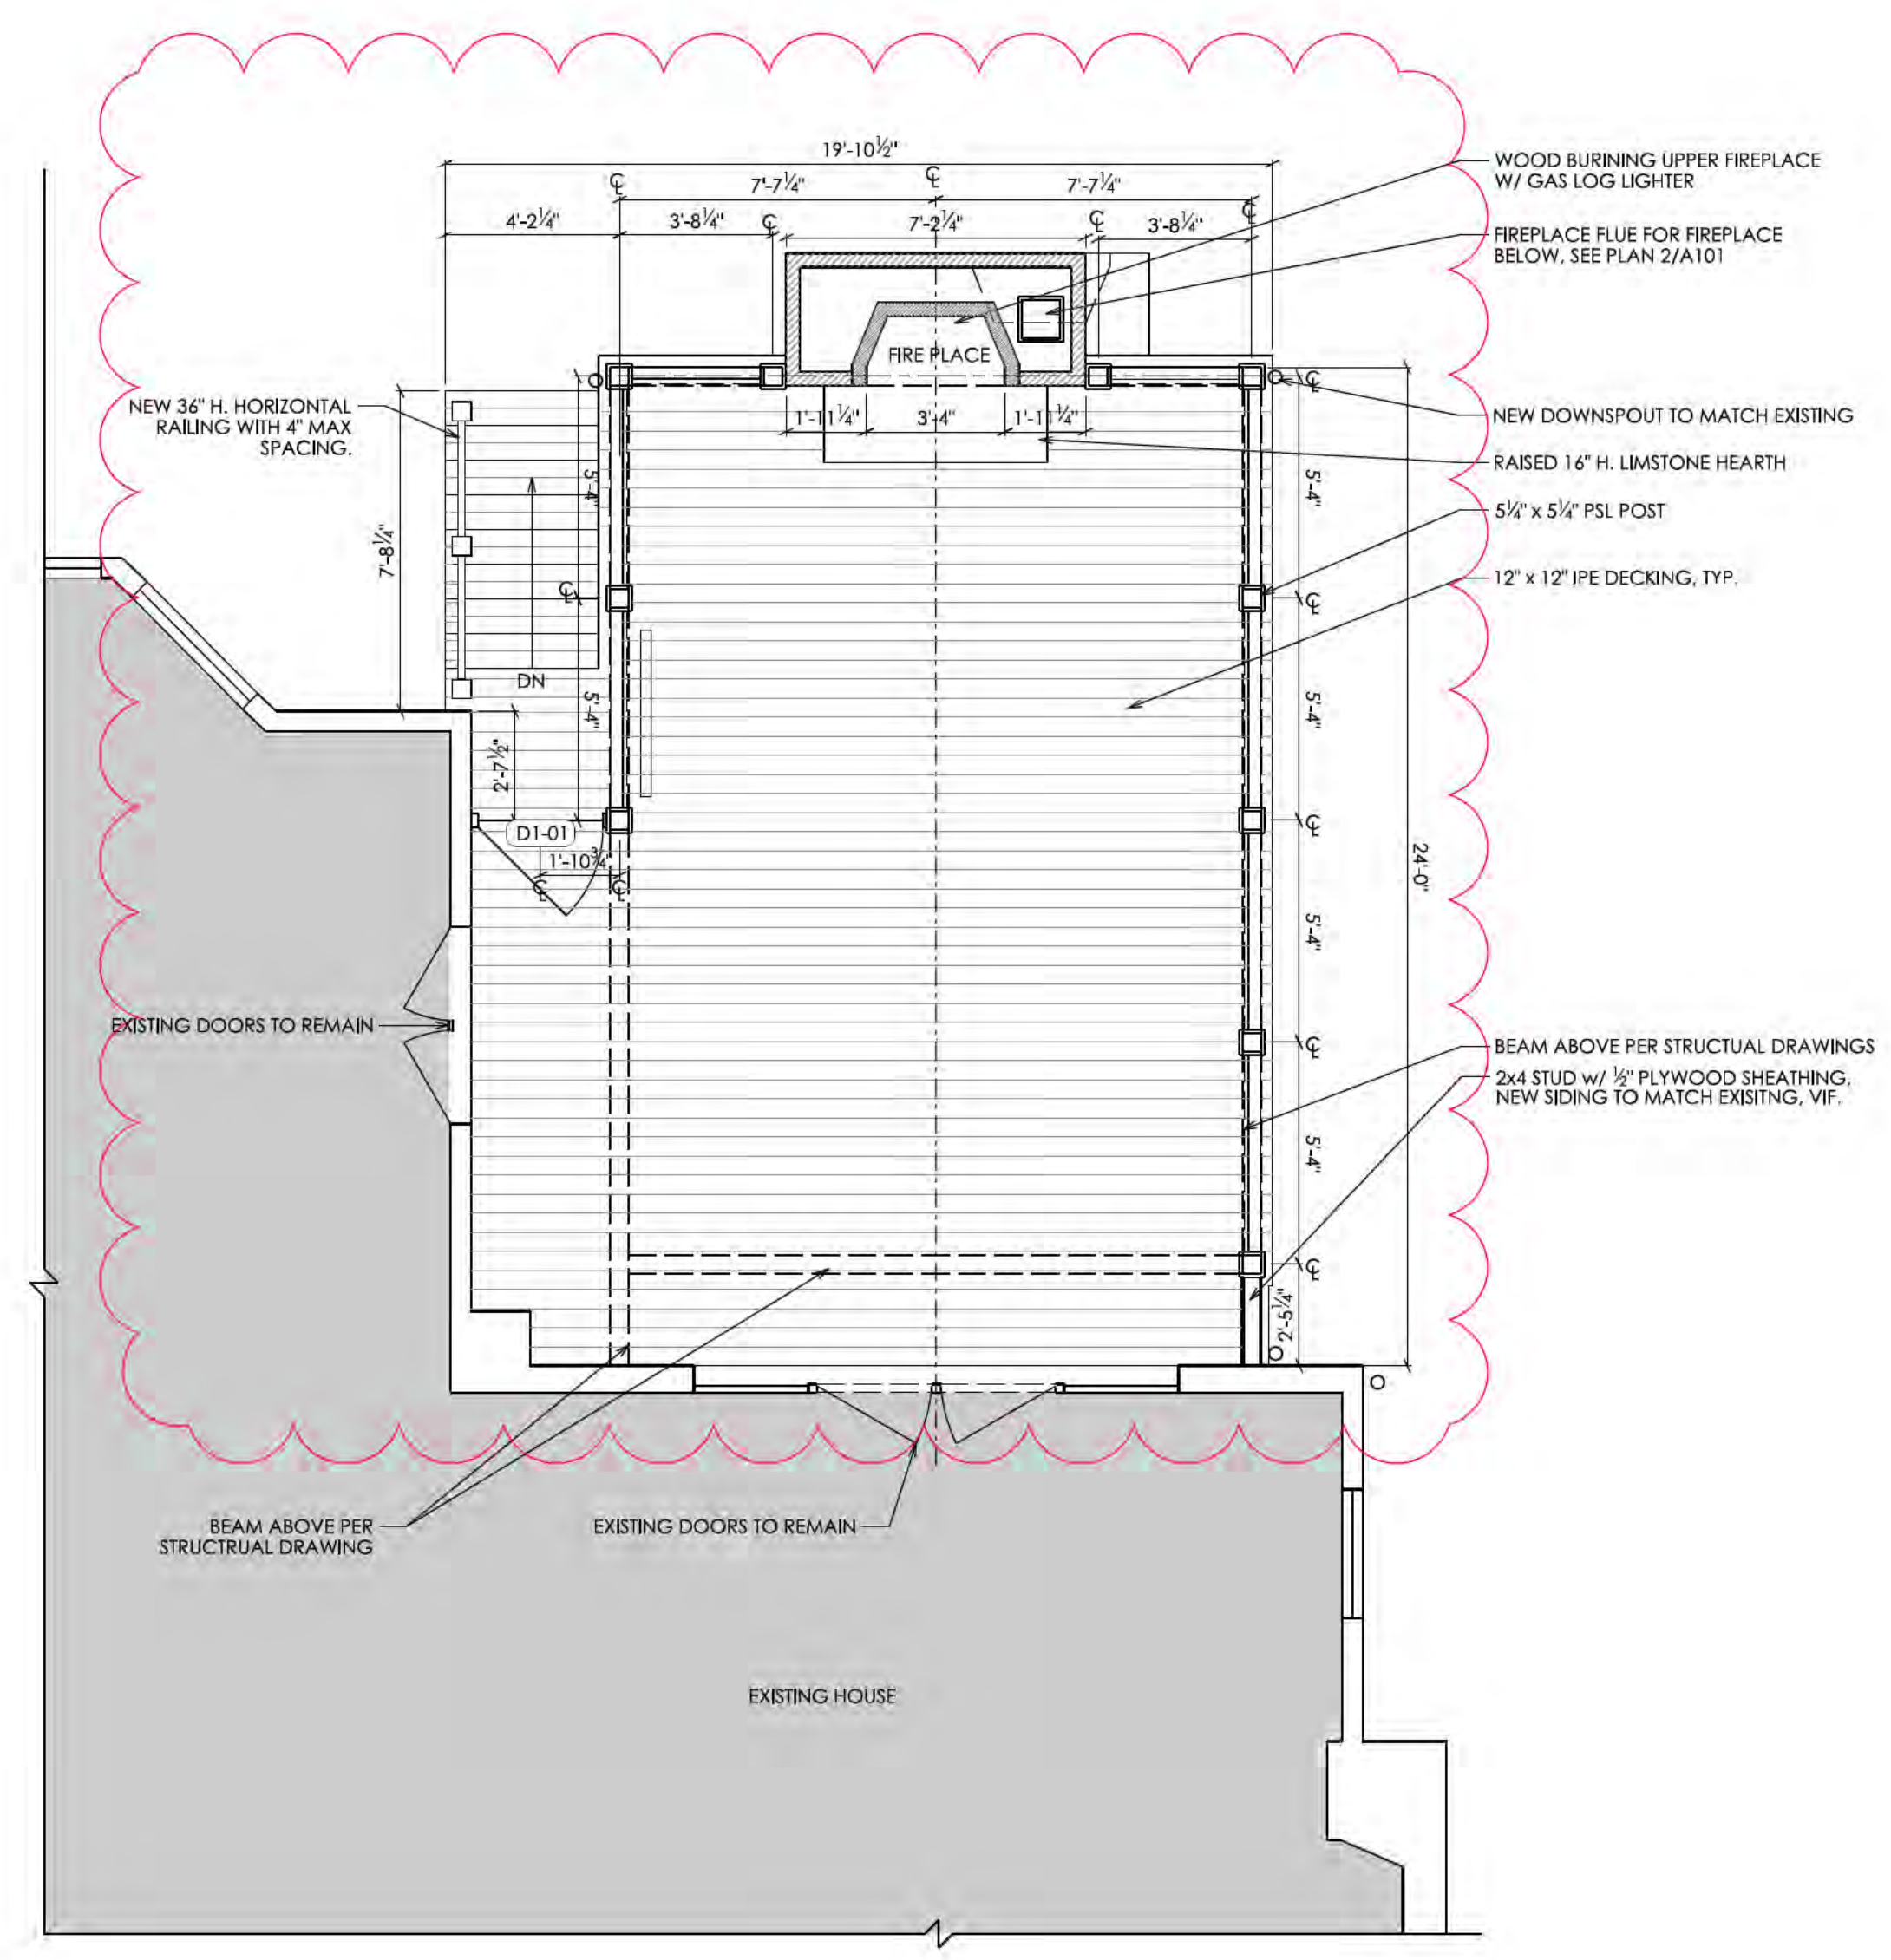 19'-10½"
℄
7'-7¼"
℄
7'-7¼"
℄
4'-2¼"
3'-8¼"
℄
7'-2¼"
℄
3'-8¼"
WOOD BURINING UPPER FIREPLACE
W/ GAS LOG LIGHTER
FIREPLACE FLUE FOR FIREPLACE
BELOW, SEE PLAN 2/A101
FIRE PLACE
℄
NEW 36" H. HORIZONTAL
RAILING WITH 4" MAX
SPACING.
1'-11¼"
3'-4"
1'-11¼"
NEW DOWNSPOUT TO MATCH EXISTING
RAISED 16" H. LIMSTONE HEARTH
5'-4"
5'-4"
5¼" x 5¼" PSL POST
7'-8¼"
12" x 12" IPE DECKING, TYP.
℄
℄
DN
5'-4"
5'-4"
2'-7½"
D1-01
℄
1'-10¾"
℄
℄
24'-0"
5'-4"
EXISTING DOORS TO REMAIN
℄
BEAM ABOVE PER STRUCTUAL DRAWINGS
2x4 STUD w/ ½" PLYWOOD SHEATHING,
NEW SIDING TO MATCH EXISITNG, VIF.
5'-4"
℄
2'-5¼"
BEAM ABOVE PER
STRUCTRUAL DRAWING
EXISTING DOORS TO REMAIN
EXISTING HOUSE